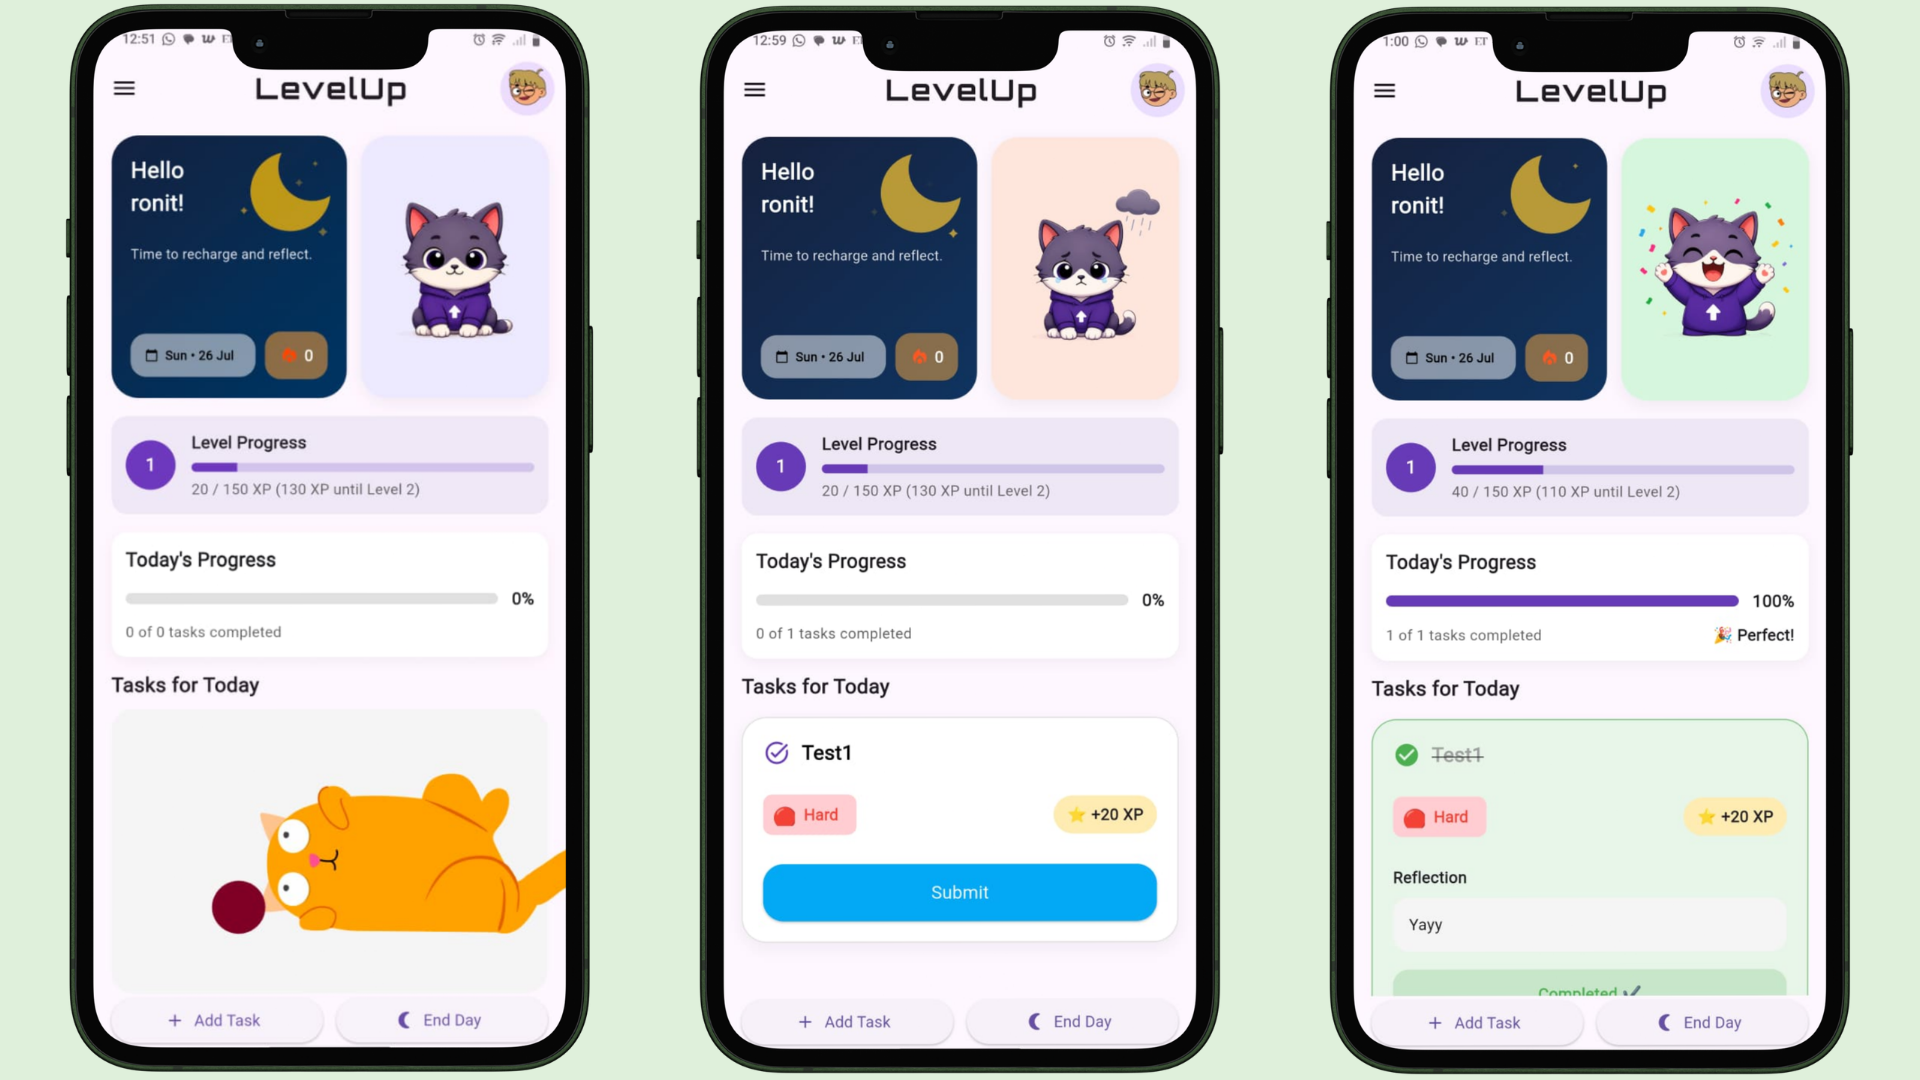 12:51
LevelUp
Hello
ronit!
Time to recharge and reflect.
Sun • 26 Jul
0
1
Level Progress
20 / 150 XP (130 XP until Level 2)
Today's Progress
0%
0 of 0 tasks completed
Tasks for Today
+ Add Task
End Day
12:59
LevelUp
Hello
ronit!
Time to recharge and reflect.
Sun • 26 Jul
0
1
Level Progress
20 / 150 XP (130 XP until Level 2)
Today's Progress
0%
0 of 1 tasks completed
Tasks for Today
Test1
Hard
+20 XP
Submit
+ Add Task
End Day
1:00 ET
LevelUp
Hello
ronit!
Time to recharge and reflect.
Sun • 26 Jul
0
1
Level Progress
40 / 150 XP (110 XP until Level 2)
Today's Progress
100%
1 of 1 tasks completed
Perfect!
Tasks for Today
Test1
Hard
+20 XP
Reflection
Yayy
Completed
+ Add Task
End Day